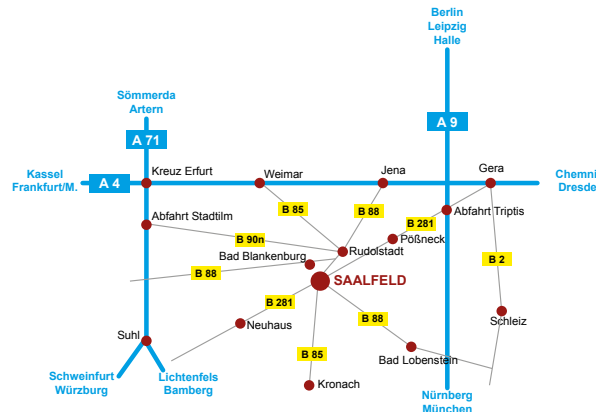 Berlin
Leipzig
Halle
Sömmerda
Artern
A 9
A 71
Kassel
Frankfurt/M.
A 4
Kreuz Erfurt
Weimar
Jena
Gera
Chemni
Dresde
B 85
B 88
B 281
Abfahrt Triptis
Abfahrt Stadtilm
B 90n
Rudolstadt
Pößneck
Bad Blankenburg
B 2
B 88
SAALFELD
B 281
Neuhaus
B 88
Schleiz
Suhl
B 85
Bad Lobenstein
Schweinfurt
Würzburg
Lichtenfels
Bamberg
Kronach
Nürnberg
München